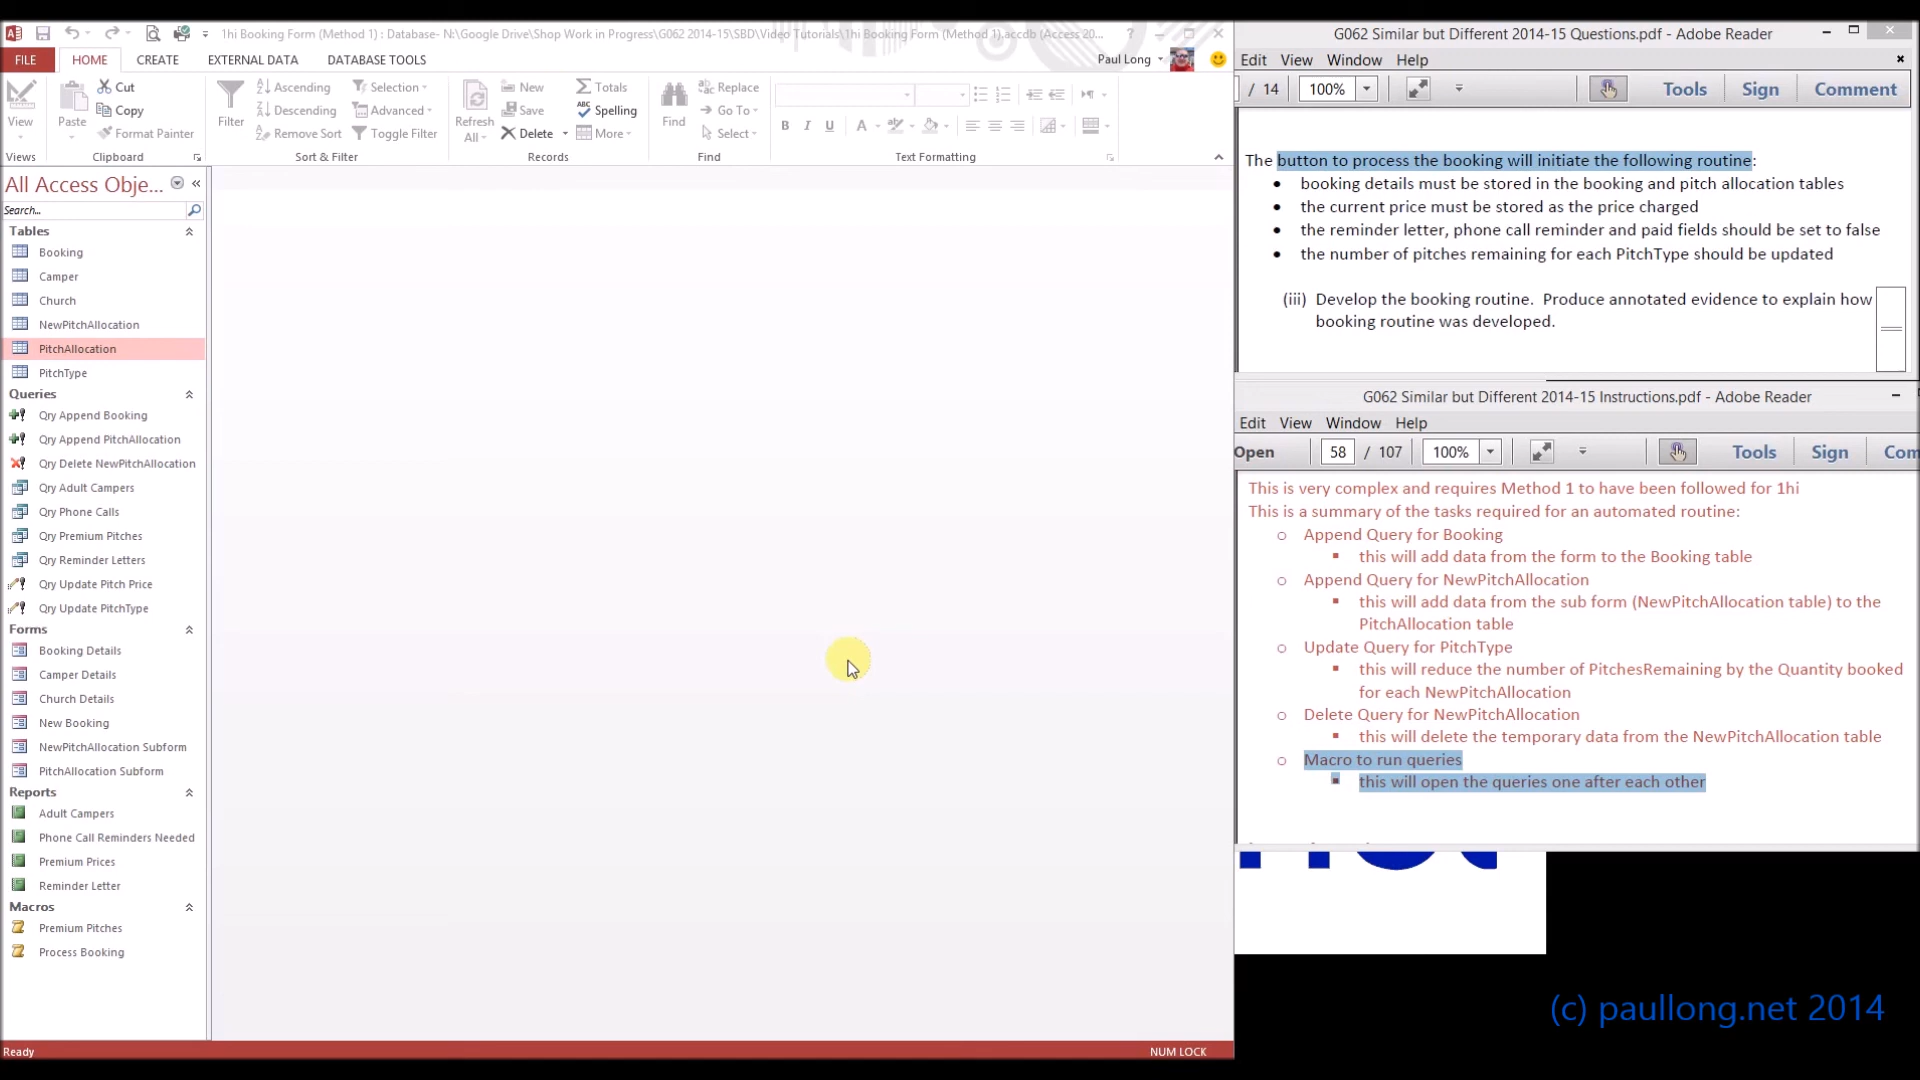 1hi Booking Form (Method 1) : Database- N:\Google Drive\Shop Work in Progress\G062 2014-15\SBD\Video Tutorials\1hi Booking Form (Method 1).accdb (Access 20...
FILE HOME CREATE EXTERNAL DATA DATABASE TOOLS Paul Long
View Paste Cut Copy Format Painter
Filter Ascending Descending Remove Sort Selection Advanced Toggle Filter
Refresh All New Save Delete Totals Spelling More
Find Replace Go To Select
B I U A
Views Clipboard Sort & Filter Records Find Text Formatting
All Access Obje...
Search...
Tables
Booking
Camper
Church
NewPitchAllocation
PitchAllocation
PitchType
Queries
Qry Append Booking
Qry Append PitchAllocation
Qry Delete NewPitchAllocation
Qry Adult Campers
Qry Phone Calls
Qry Premium Pitches
Qry Reminder Letters
Qry Update Pitch Price
Qry Update PitchType
Forms
Booking Details
Camper Details
Church Details
New Booking
NewPitchAllocation Subform
PitchAllocation Subform
Reports
Adult Campers
Phone Call Reminders Needed
Premium Prices
Reminder Letter
Macros
Premium Pitches
Process Booking
Ready
NUM LOCK
G062 Similar but Different 2014-15 Questions.pdf - Adobe Reader
Edit View Window Help
/ 14 100% Tools Sign Comment
The button to process the booking will initiate the following routine:
• booking details must be stored in the booking and pitch allocation tables
• the current price must be stored as the price charged
• the reminder letter, phone call reminder and paid fields should be set to false
• the number of pitches remaining for each PitchType should be updated
(iii) Develop the booking routine. Produce annotated evidence to explain how
booking routine was developed.
G062 Similar but Different 2014-15 Instructions.pdf - Adobe Reader
Edit View Window Help
Open 58 / 107 100% Tools Sign Com
This is very complex and requires Method 1 to have been followed for 1hi
This is a summary of the tasks required for an automated routine:
o Append Query for Booking
▪ this will add data from the form to the Booking table
o Append Query for NewPitchAllocation
▪ this will add data from the sub form (NewPitchAllocation table) to the
PitchAllocation table
o Update Query for PitchType
▪ this will reduce the number of PitchesRemaining by the Quantity booked
for each NewPitchAllocation
o Delete Query for NewPitchAllocation
▪ this will delete the temporary data from the NewPitchAllocation table
o Macro to run queries
▪ this will open the queries one after each other
(c) paullong.net 2014